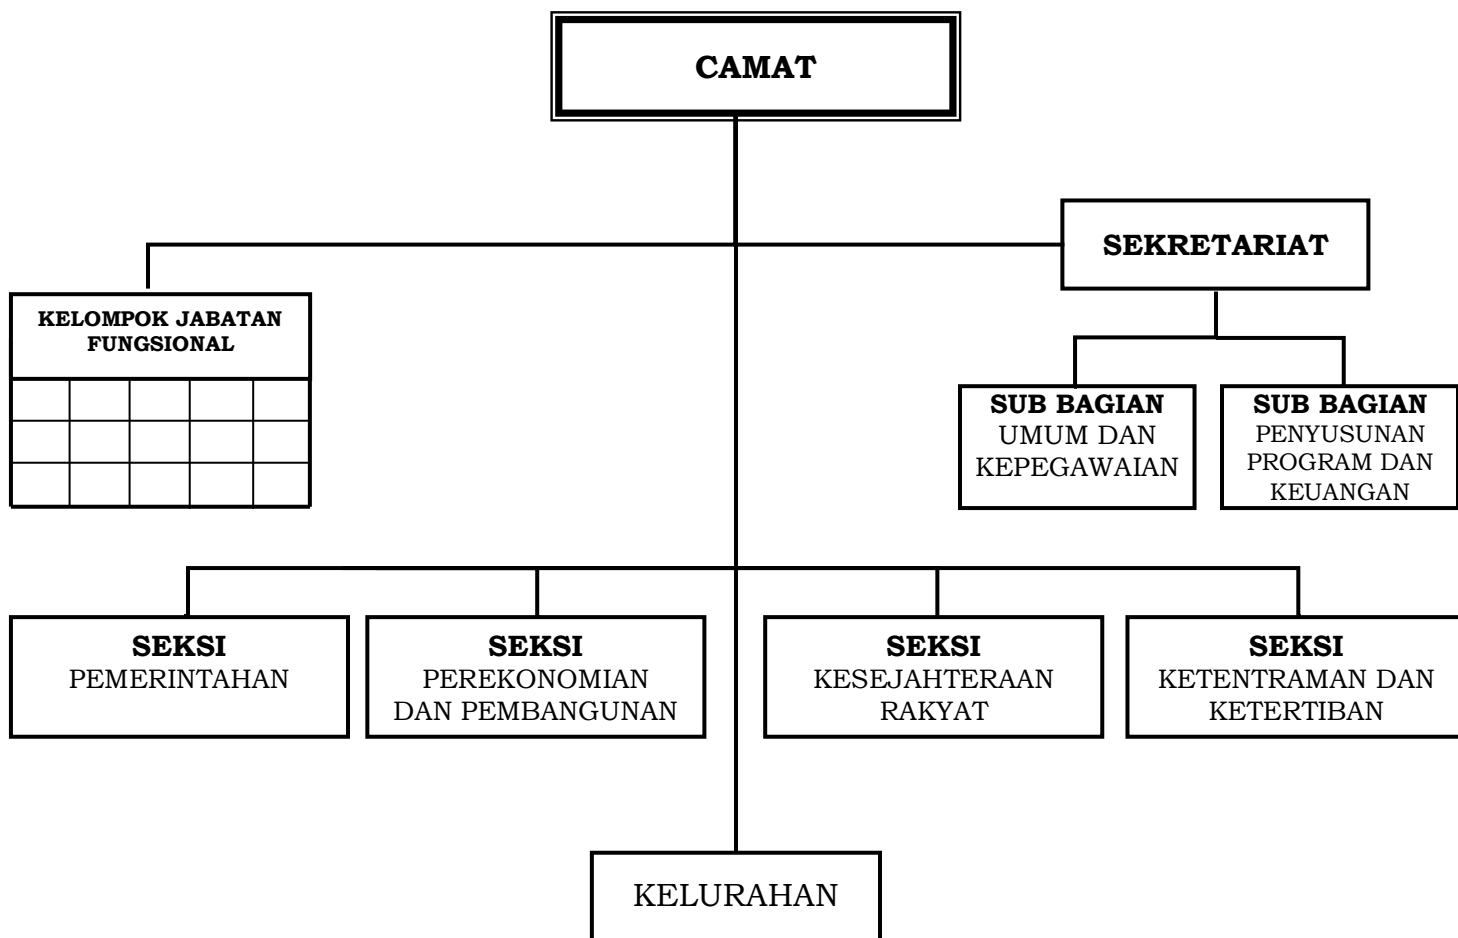 CAMAT
SEKRETARIAT
KELOMPOK JABATAN
FUNGSIONAL
SUB BAGIAN
UMUM DAN
KEPEGAWAIAN
SUB BAGIAN
PENYUSUNAN
PROGRAM DAN
KEUANGAN
SEKSI
PEMERINTAHAN
SEKSI
PEREKONOMIAN
DAN PEMBANGUNAN
SEKSI
KESEJAHTERAAN
RAKYAT
SEKSI
KETENTRAMAN DAN
KETERTIBAN
KELURAHAN